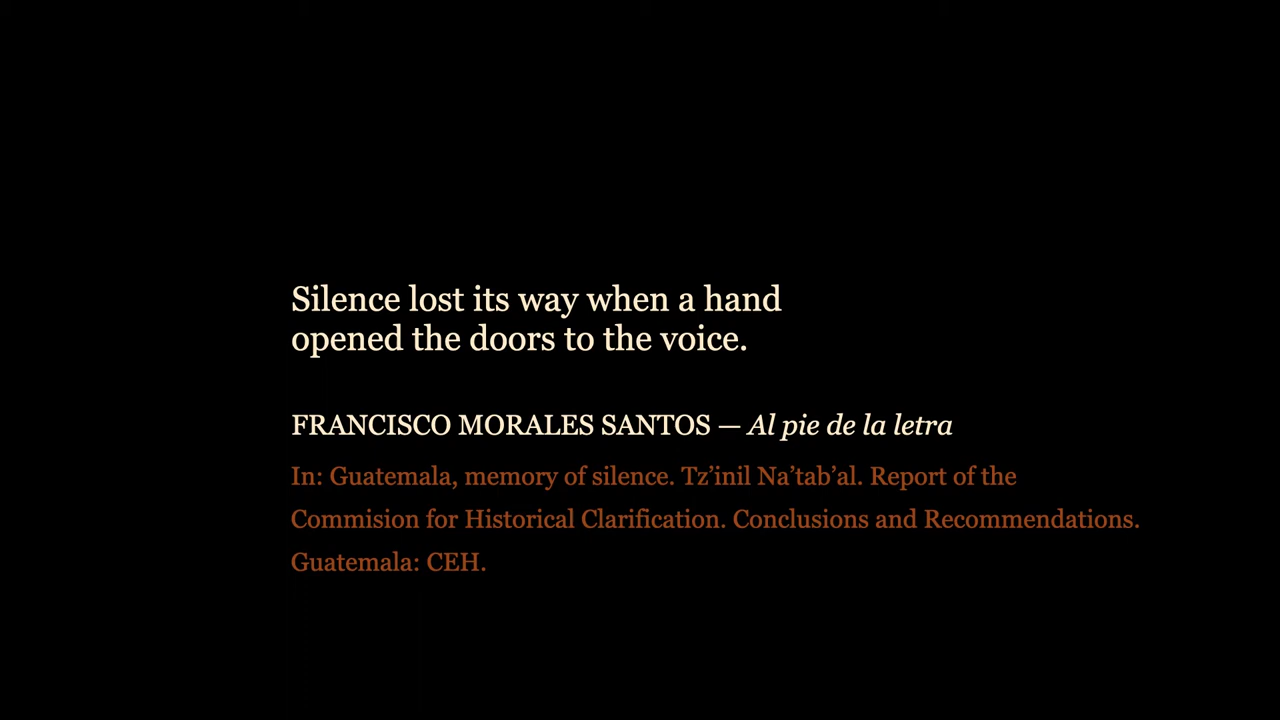 Silence lost its way when a hand
opened the doors to the voice.
FRANCISCO MORALES SANTOS — Al pie de la letra
In: Guatemala, memory of silence. Tz’inil Na’tab’al. Report of the
Commision for Historical Clarification. Conclusions and Recommendations.
Guatemala: CEH.